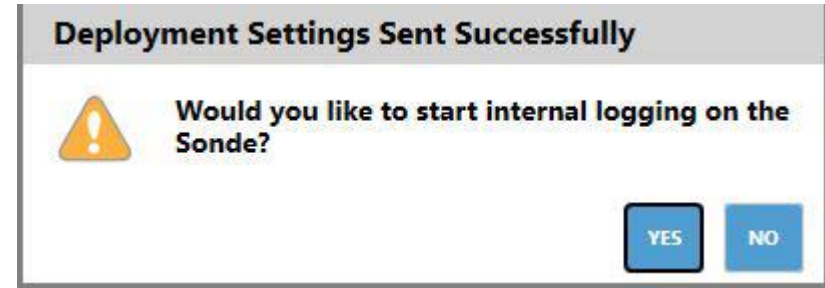 Deployment Settings Sent Successfully
Would you like to start internal logging on the
Sonde?
YES NO